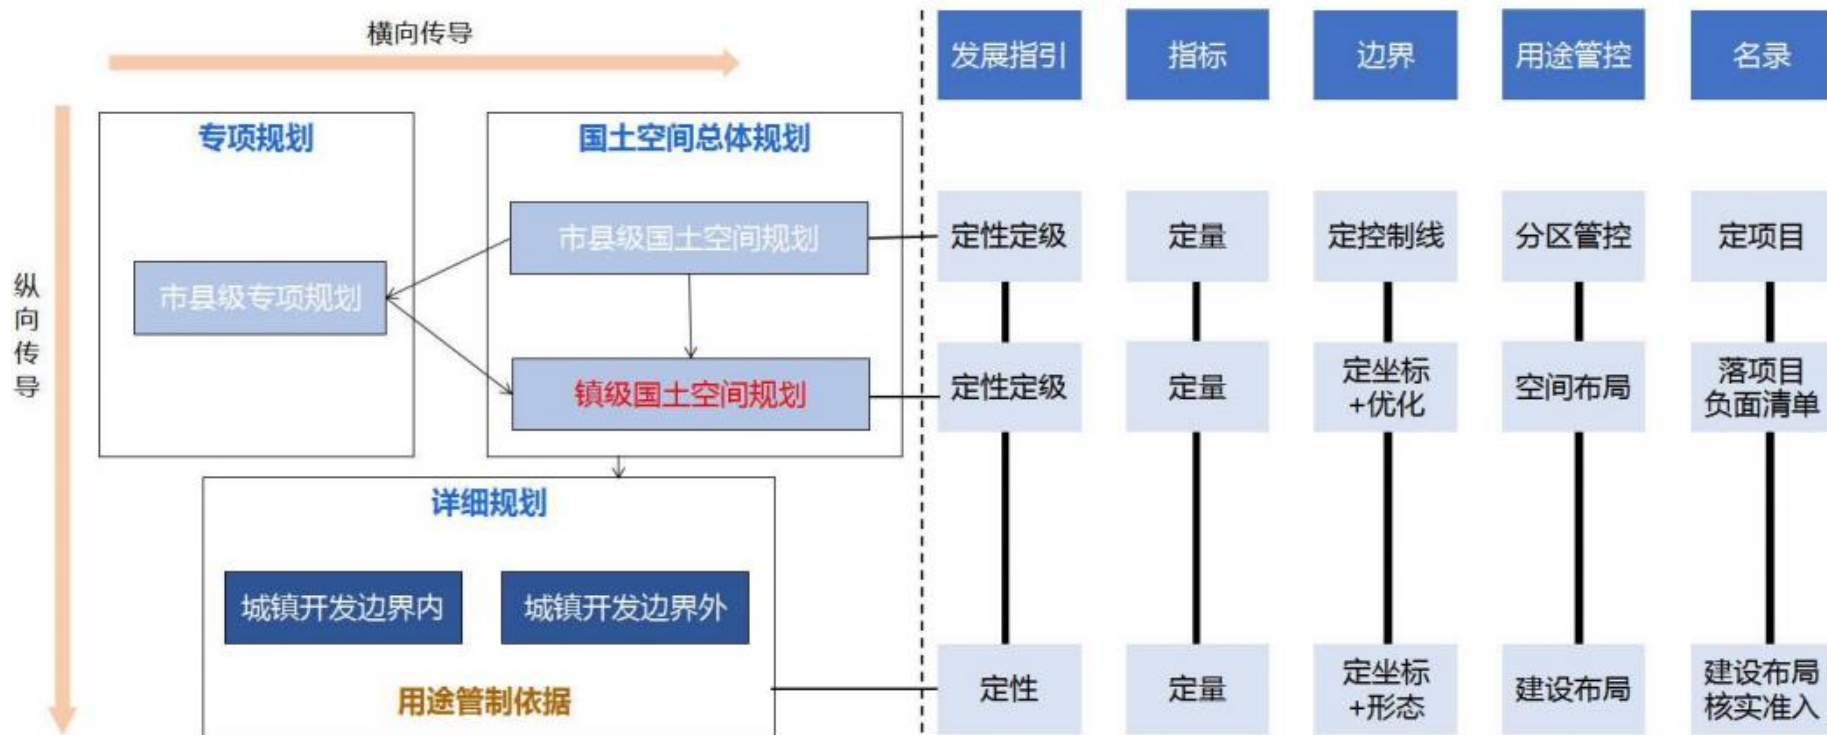 横向传导
纵
向
传
导
专项规划
市县级专项规划
国土空间总体规划
市县级国土空间规划
镇级国土空间规划
详细规划
城镇开发边界内
城镇开发边界外
用途管制依据
发展指引
指标
边界
用途管控
名录
定性定级
定量
定控制线
分区管控
定项目
定性定级
定量
定坐标
+优化
空间布局
落项目
负面清单
定性
定量
定坐标
+形态
建设布局
建设布局
核实准入